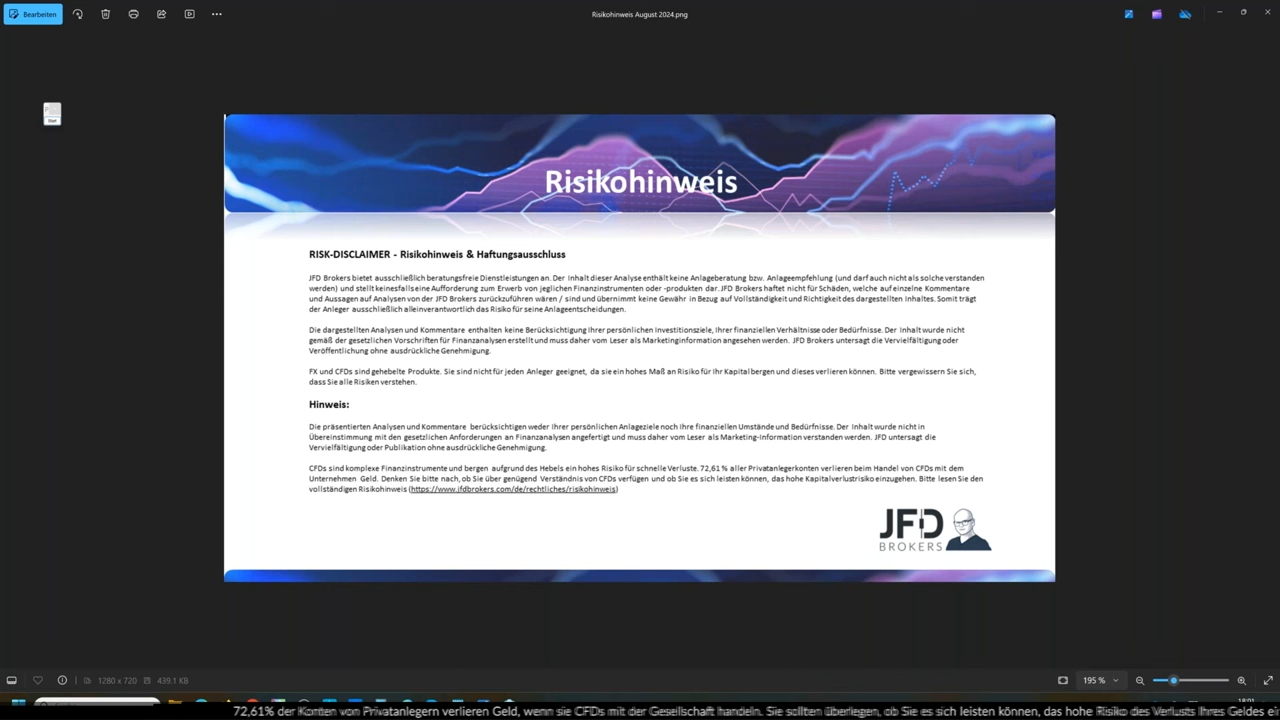 Bearbeiten
Risikohinweis August 2024.png
Start
Risikohinweis
RISK-DISCLAIMER - Risikohinweis & Haftungsausschluss
JFD Brokers bietet ausschließlich beratungsfreie Dienstleistungen an. Der Inhalt dieser Analyse enthält keine Anlageberatung bzw. Anlageempfehlung (und darf auch nicht als solche verstanden
werden) und stellt keinesfalls eine Aufforderung zum Erwerb von jeglichen Finanzinstrumenten oder -produkten dar. JFD Brokers haftet nicht für Schäden, welche auf einzelne Kommentare
und Aussagen auf Analysen von der JFD Brokers zurückzuführen wären / sind und übernimmt keine Gewähr in Bezug auf Vollständigkeit und Richtigkeit des dargestellten Inhaltes. Somit trägt
der Anleger ausschließlich alleinverantwortlich das Risiko für seine Anlageentscheidungen.
Die dargestellten Analysen und Kommentare enthalten keine Berücksichtigung Ihrer persönlichen Investitionsziele, Ihrer finanziellen Verhältnisse oder Bedürfnisse. Der Inhalt wurde nicht
gemäß der gesetzlichen Vorschriften für Finanzanalysen erstellt und muss daher vom Leser als Marketinginformation angesehen werden. JFD Brokers untersagt die Vervielfältigung oder
Veröffentlichung ohne ausdrückliche Genehmigung.
FX und CFDs sind gehebelte Produkte. Sie sind nicht für jeden Anleger geeignet, da sie ein hohes Maß an Risiko für Ihr Kapital bergen und dieses verlieren können. Bitte vergewissern Sie sich,
dass Sie alle Risiken verstehen.
Hinweis:
Die präsentierten Analysen und Kommentare berücksichtigen weder Ihrer persönlichen Anlageziele noch Ihre finanziellen Umstände und Bedürfnisse. Der Inhalt wurde nicht in
Übereinstimmung mit den gesetzlichen Anforderungen an Finanzanalysen angefertigt und muss daher vom Leser als Marketing-Information verstanden werden. JFD untersagt die
Vervielfältigung oder Publikation ohne ausdrückliche Genehmigung.
CFDs sind komplexe Finanzinstrumente und bergen aufgrund des Hebels ein hohes Risiko für schnelle Verluste. 72,61 % aller Privatanlegerkonten verlieren beim Handel von CFDs mit dem
Unternehmen Geld. Denken Sie bitte nach, ob Sie über genügend Verständnis von CFDs verfügen und ob Sie es sich leisten können, das hohe Kapitalverlustrisiko einzugehen. Bitte lesen Sie den
vollständigen Risikohinweis (https://www.jfdbrokers.com/de/rechtliches/risikohinweis)
JFD
BROKERS
1280 x 720
439.1 KB
195 %
72,61% der Konten von Privatanlegern verlieren Geld, wenn sie CFDs mit der Gesellschaft handeln. Sie sollten überlegen, ob Sie es sich leisten können, das hohe Risiko des Verlusts Ihres Geldes e